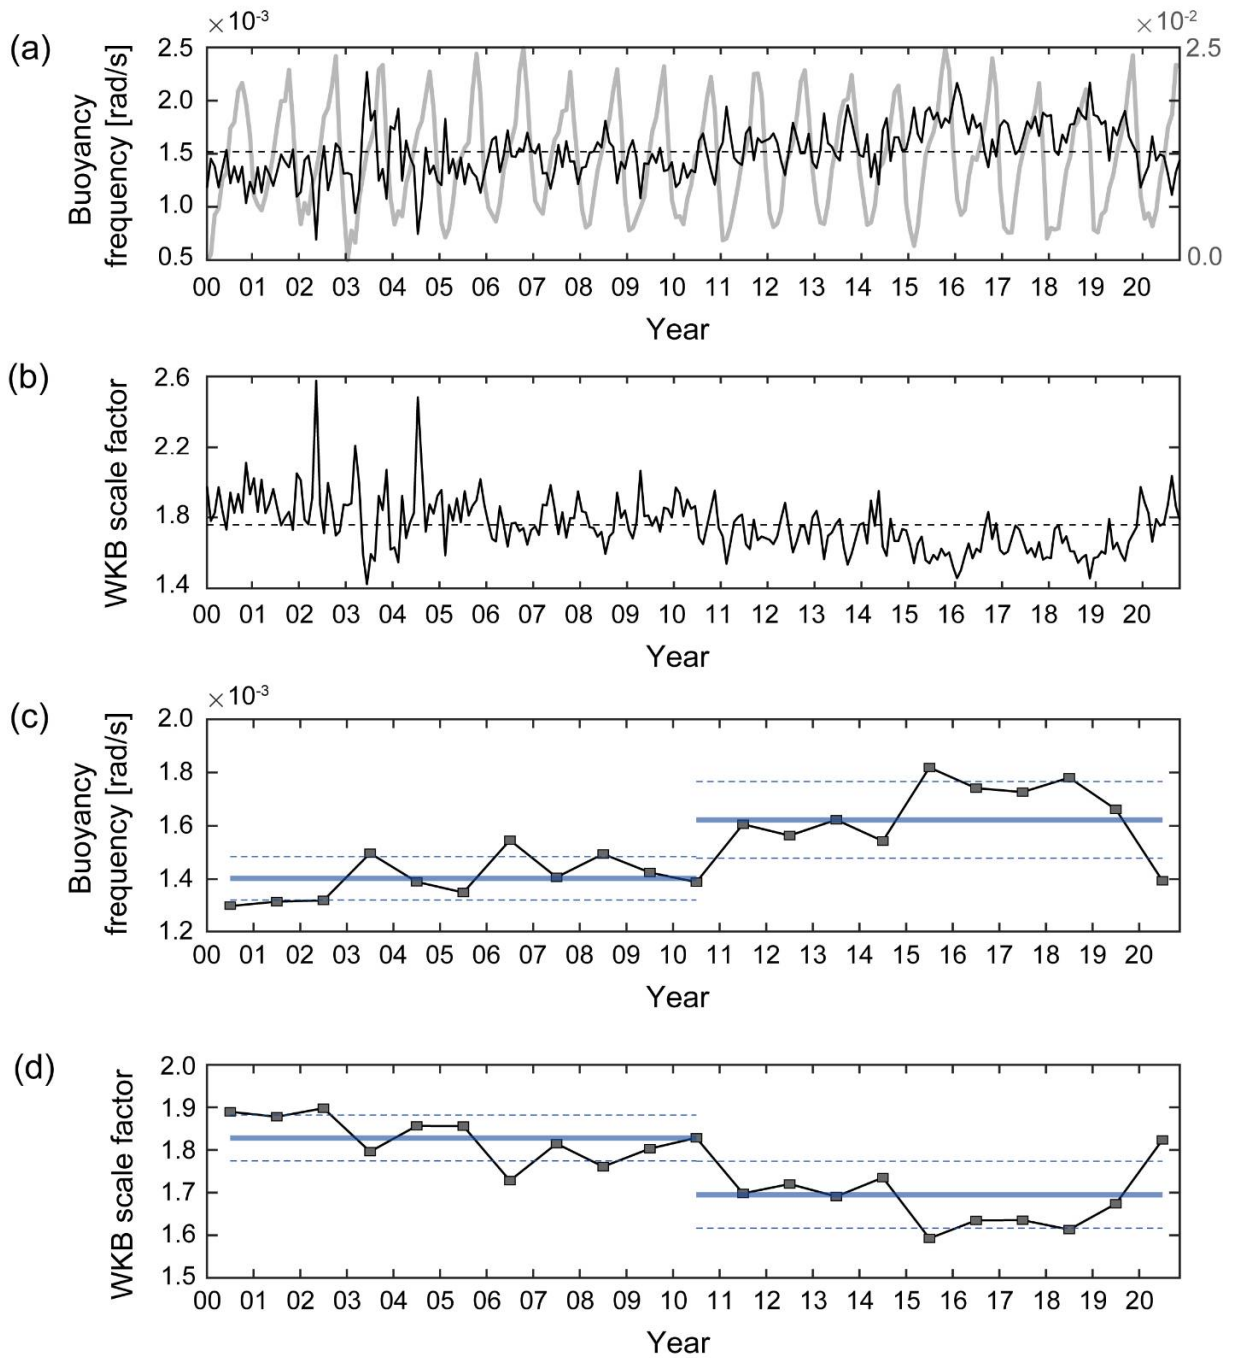 (a)
×10-3
×10-2
Buoyancy
frequency [rad/s]
2.5
2.0
1.5
1.0
0.5
2.5
0.0
00 01 02 03 04 05 06 07 08 09 10 11 12 13 14 15 16 17 18 19 20
Year
(b)
WKB scale factor
2.6
2.2
1.8
1.4
00 01 02 03 04 05 06 07 08 09 10 11 12 13 14 15 16 17 18 19 20
Year
(c)
×10-3
Buoyancy
frequency [rad/s]
2.0
1.8
1.6
1.4
1.2
00 01 02 03 04 05 06 07 08 09 10 11 12 13 14 15 16 17 18 19 20
Year
(d)
WKB scale factor
2.0
1.9
1.8
1.7
1.6
1.5
00 01 02 03 04 05 06 07 08 09 10 11 12 13 14 15 16 17 18 19 20
Year